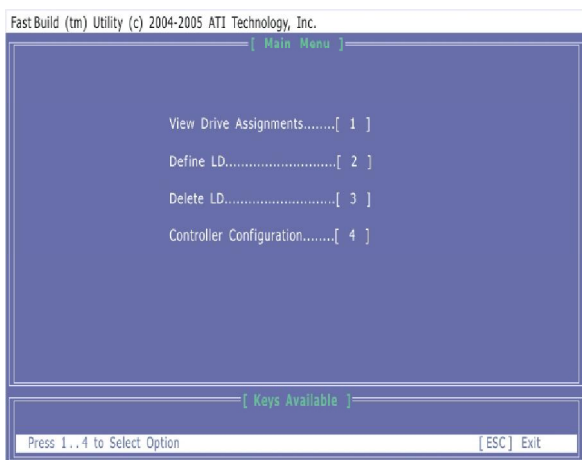 FastBuild (tm) Utility (c) 2004-2005 ATI Technology, Inc.
[ Main Menu ]
View Drive Assignments........[ 1 ]
Define LD............................[ 2 ]
Delete LD............................[ 3 ]
Controller Configuration........[ 4 ]
[ Keys Available ]
Press 1..4 to Select Option [ESC] Exit